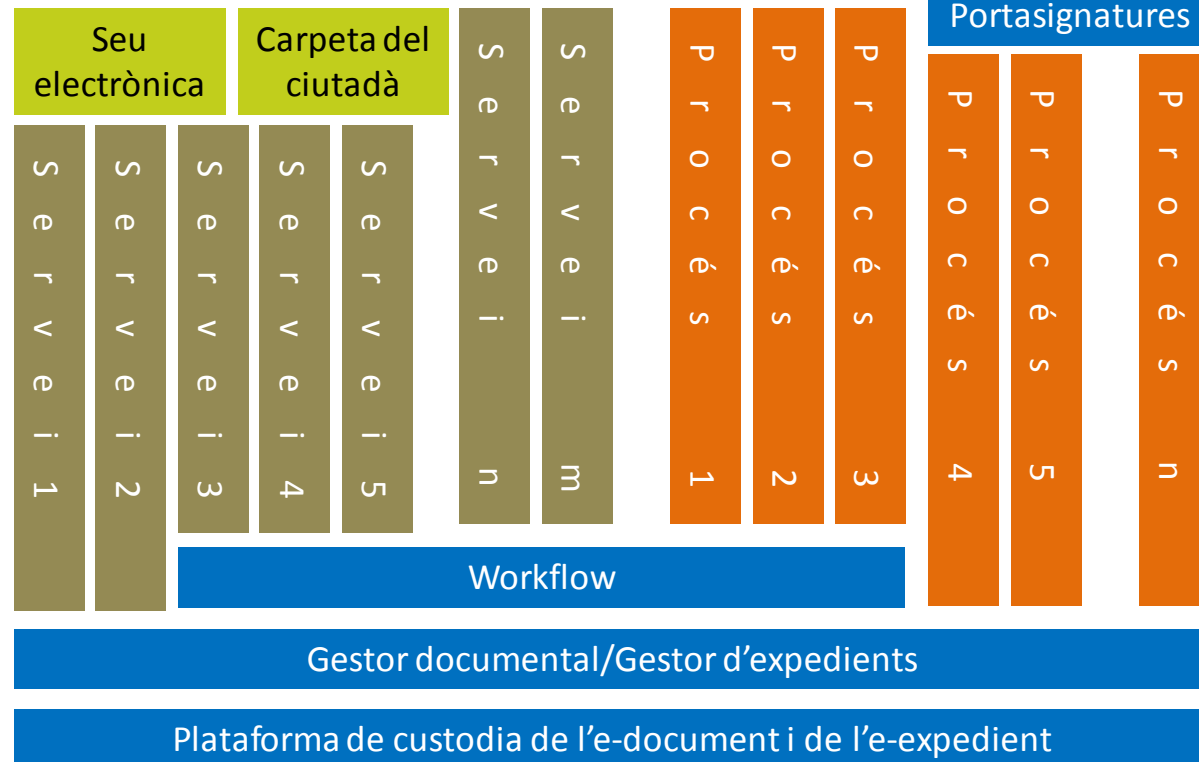 Seu
electrònica
Carpeta del
ciutadà
Portasignatures
Servei 1
Servei 2
Servei 3
Servei 4
Servei 5
Servei n
Servei m
Procés 1
Procés 2
Procés 3
Procés 4
Procés 5
Procés n
Workflow
Gestor documental/Gestor d’expedients
Plataforma de custodia de l’e-document i de l’e-expedient